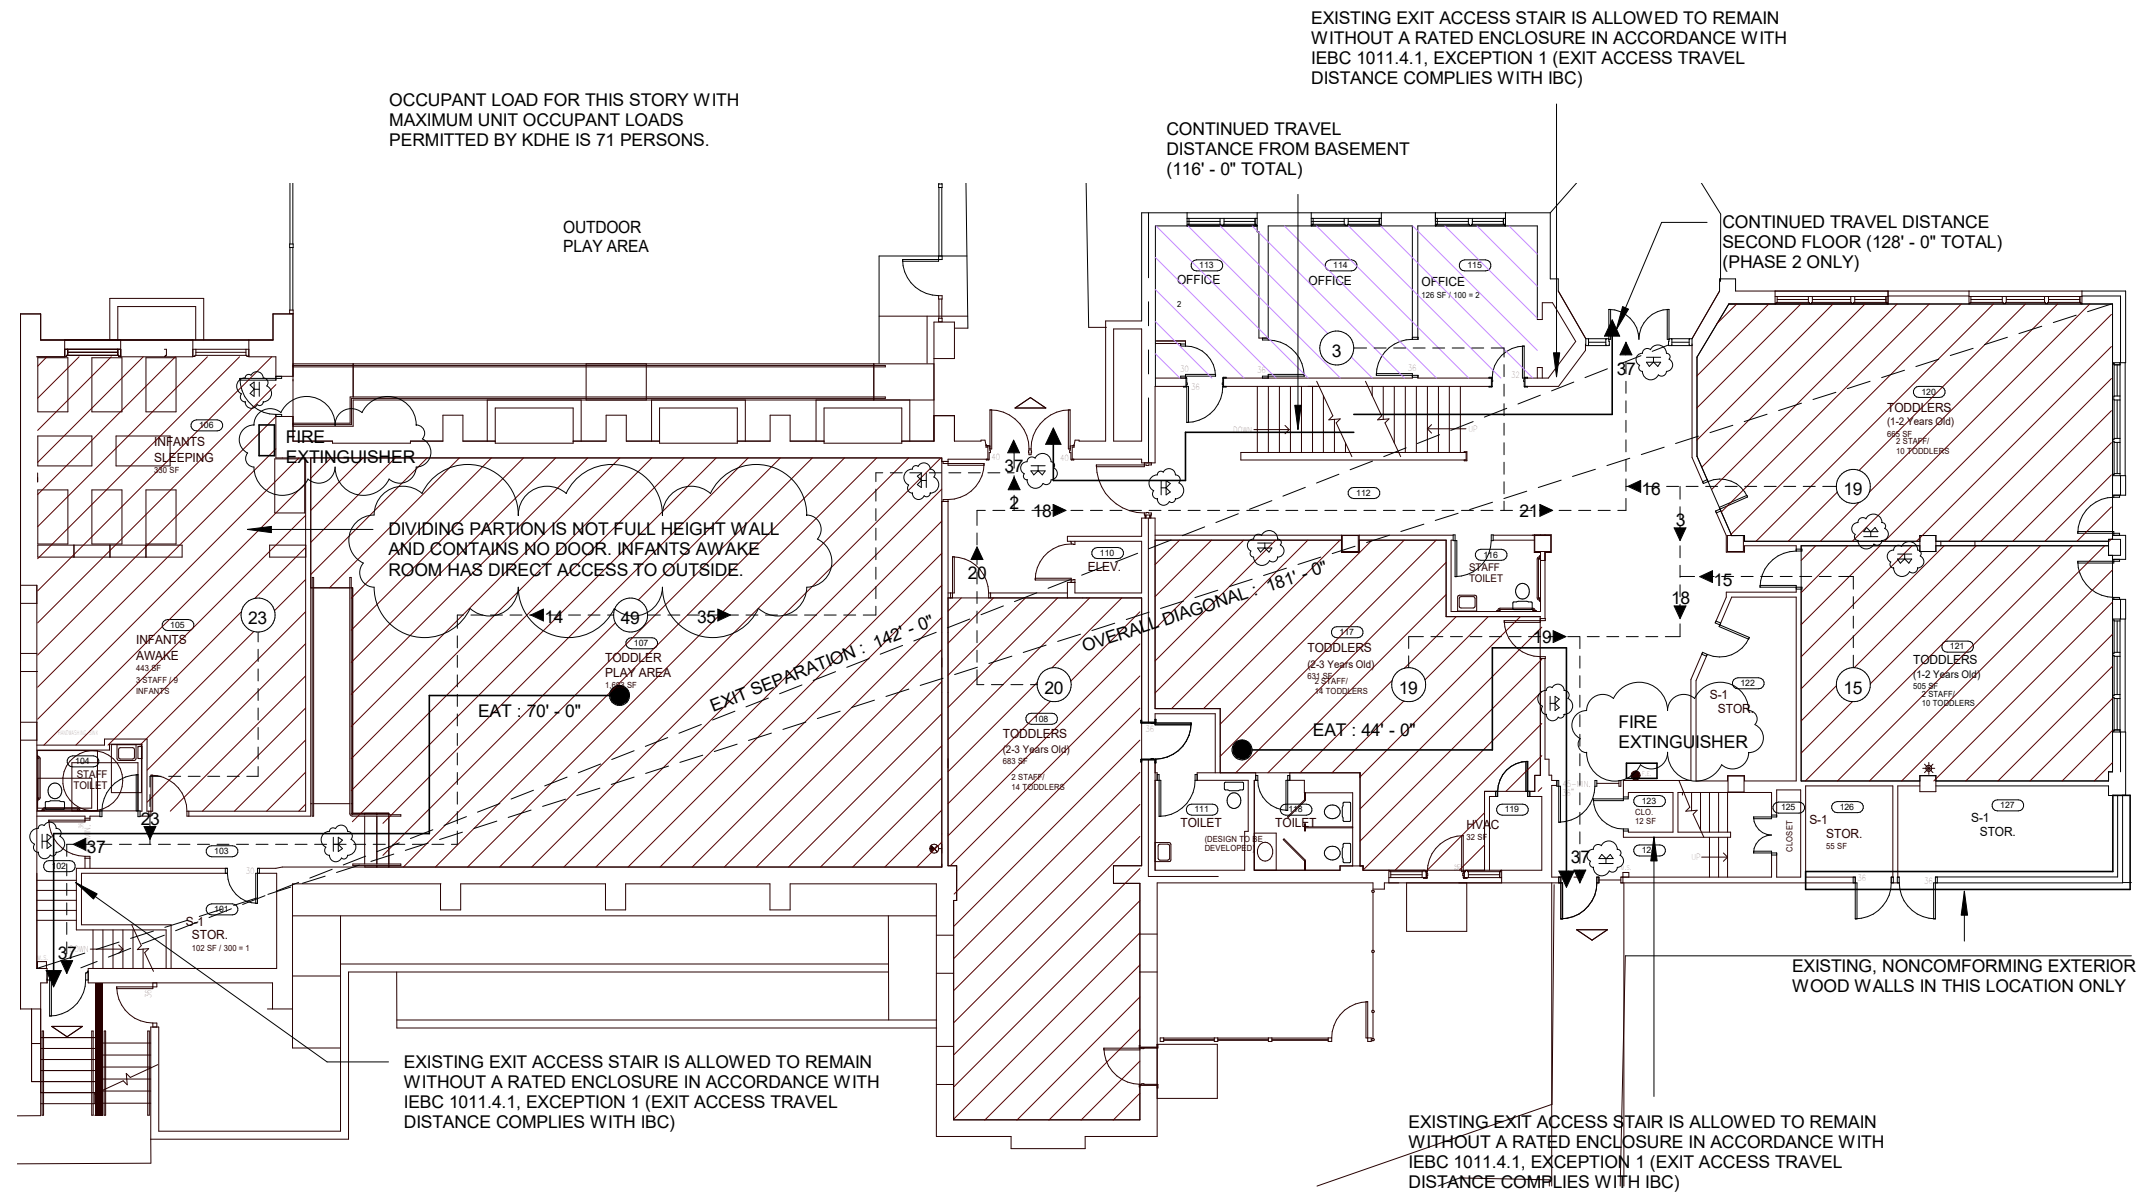 EXISTING EXIT ACCESS STAIR IS ALLOWED TO REMAIN
WITHOUT A RATED ENCLOSURE IN ACCORDANCE WITH
IEBC 1011.4.1, EXCEPTION 1 (EXIT ACCESS TRAVEL
DISTANCE COMPLIES WITH IBC)
OCCUPANT LOAD FOR THIS STORY WITH
MAXIMUM UNIT OCCUPANT LOADS
PERMITTED BY KDHE IS 71 PERSONS.
CONTINUED TRAVEL
DISTANCE FROM BASEMENT
(116' - 0" TOTAL)
OUTDOOR
PLAY AREA
CONTINUED TRAVEL DISTANCE
SECOND FLOOR (128' - 0" TOTAL)
(PHASE 2 ONLY)
113
OFFICE
2
114
OFFICE
115
OFFICE
126 SF / 100 = 2
3
37
106
INFANTS
SLEEPING
330 SF
FIRE
EXTINGUISHER
120
TODDLERS
(1-2 Years Old)
665 SF
2 STAFF/
10 TODDLERS
19
16
37
2
18
112
21
3
DIVIDING PARTION IS NOT FULL HEIGHT WALL
AND CONTAINS NO DOOR. INFANTS AWAKE
ROOM HAS DIRECT ACCESS TO OUTSIDE.
110
ELEV.
20
116
STAFF
TOILET
15
18
OVERALL DIAGONAL : 181' - 0"
EXIT SEPARATION : 142' - 0"
23
14
49
35
105
INFANTS
AWAKE
443 SF
3 STAFF / 9
INFANTS
107
TODDLER
PLAY AREA
EAT : 70' - 0"
20
108
TODDLERS
(2-3 Years Old)
683 SF
2 STAFF/
14 TODDLERS
117
TODDLERS
(2-3 Years Old)
631 SF
2 STAFF/
14 TODDLERS
19
19
EAT : 44' - 0"
121
TODDLERS
(1-2 Years Old)
505 SF
2 STAFF/
10 TODDLERS
15
122
S-1
STOR.
FIRE
EXTINGUISHER
104
STAFF
TOILET
23
37
103
102
111
TOILET
(DESIGN TO BE
DEVELOPED)
118
TOILET
119
HVAC
32 SF
37
123
CLO.
12 SF
125
CLOSET
126
S-1
STOR.
55 SF
127
S-1
STOR.
101
S-1
STOR.
102 SF / 300 = 1
37
EXISTING, NONCOMFORMING EXTERIOR
WOOD WALLS IN THIS LOCATION ONLY
EXISTING EXIT ACCESS STAIR IS ALLOWED TO REMAIN
WITHOUT A RATED ENCLOSURE IN ACCORDANCE WITH
IEBC 1011.4.1, EXCEPTION 1 (EXIT ACCESS TRAVEL
DISTANCE COMPLIES WITH IBC)
EXISTING EXIT ACCESS STAIR IS ALLOWED TO REMAIN
WITHOUT A RATED ENCLOSURE IN ACCORDANCE WITH
IEBC 1011.4.1, EXCEPTION 1 (EXIT ACCESS TRAVEL
DISTANCE COMPLIES WITH IBC)